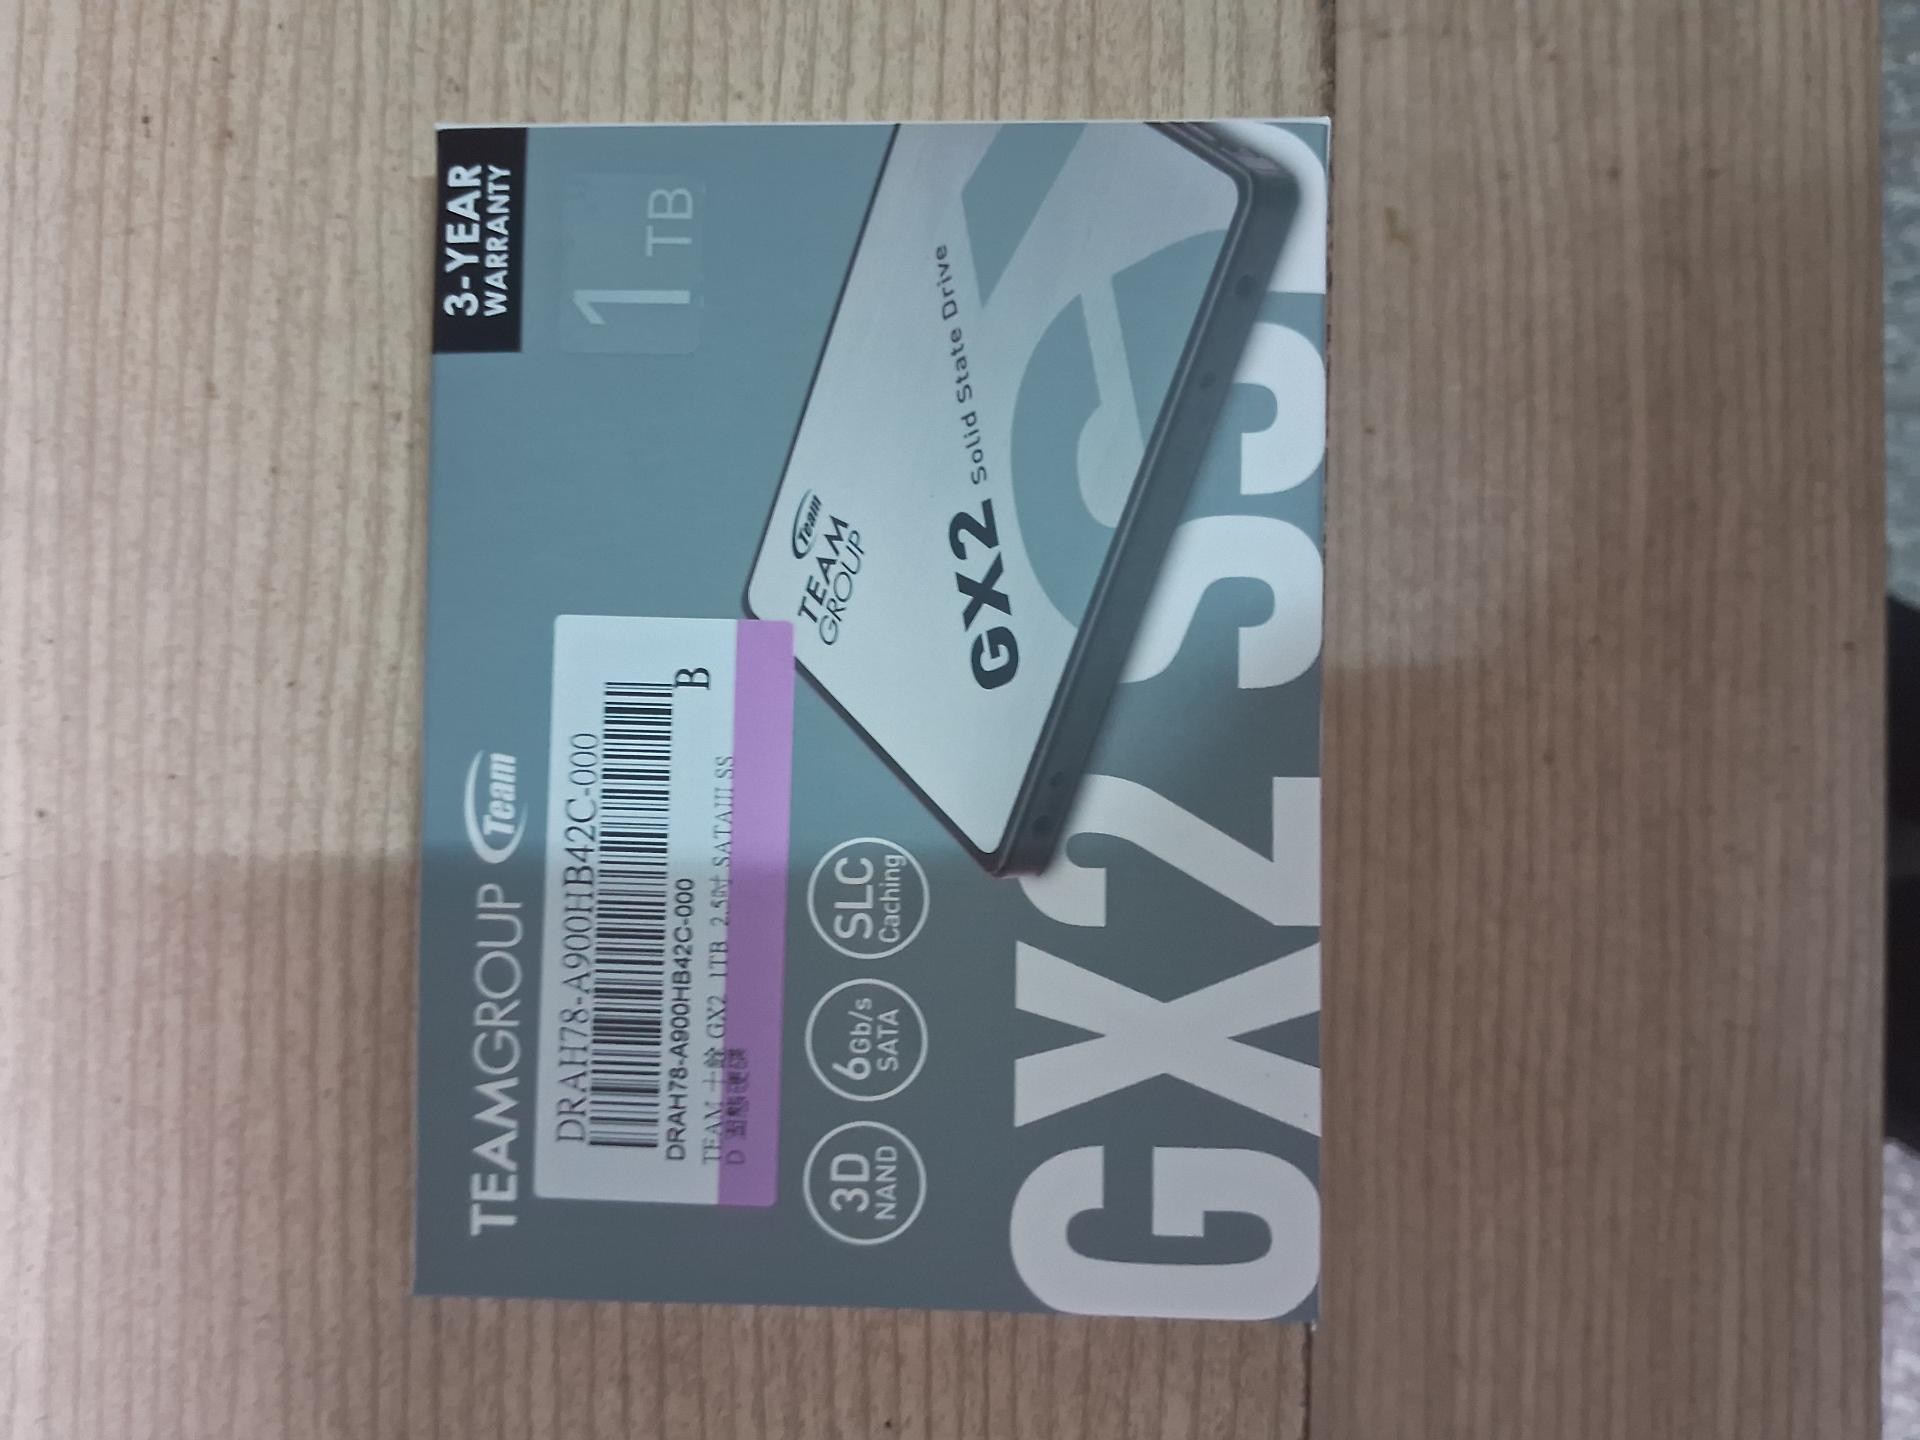 TEAMGROUP Team
3-YEAR
WARRANTY
1 TB
DRAH78-A900HB42C-000
B
DRAH78-A900HB42C-000
TEAM 十銓 GX2 1TB 2.5吋 SATAIII SS
D 固態硬碟
3D
NAND
6Gb/s
SATA
SLC
Caching
Team
TEAM
GROUP
GX2 Solid State Drive
GX2 SSD